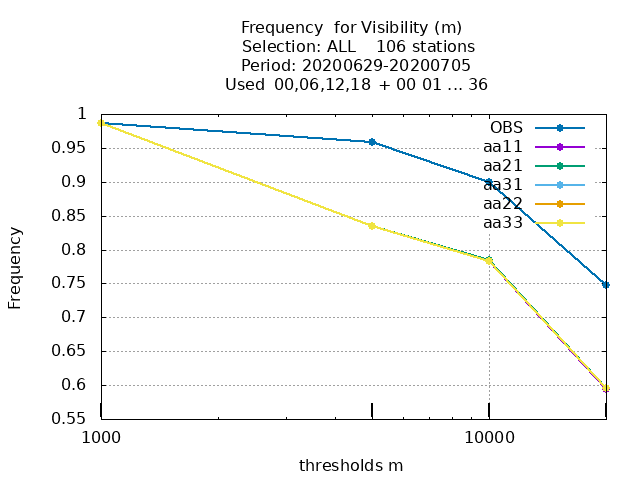 Frequency  for Visibility (m)
Selection: ALL    106 stations
Period: 20200629-20200705
Used  00,06,12,18  + 00 01 ... 36
1
0.95
0.9
0.85
0.8
0.75
0.7
0.65
0.6
0.55
Frequency
OBS
aa11
aa21
aa31
aa22
aa33
1000
10000
thresholds m